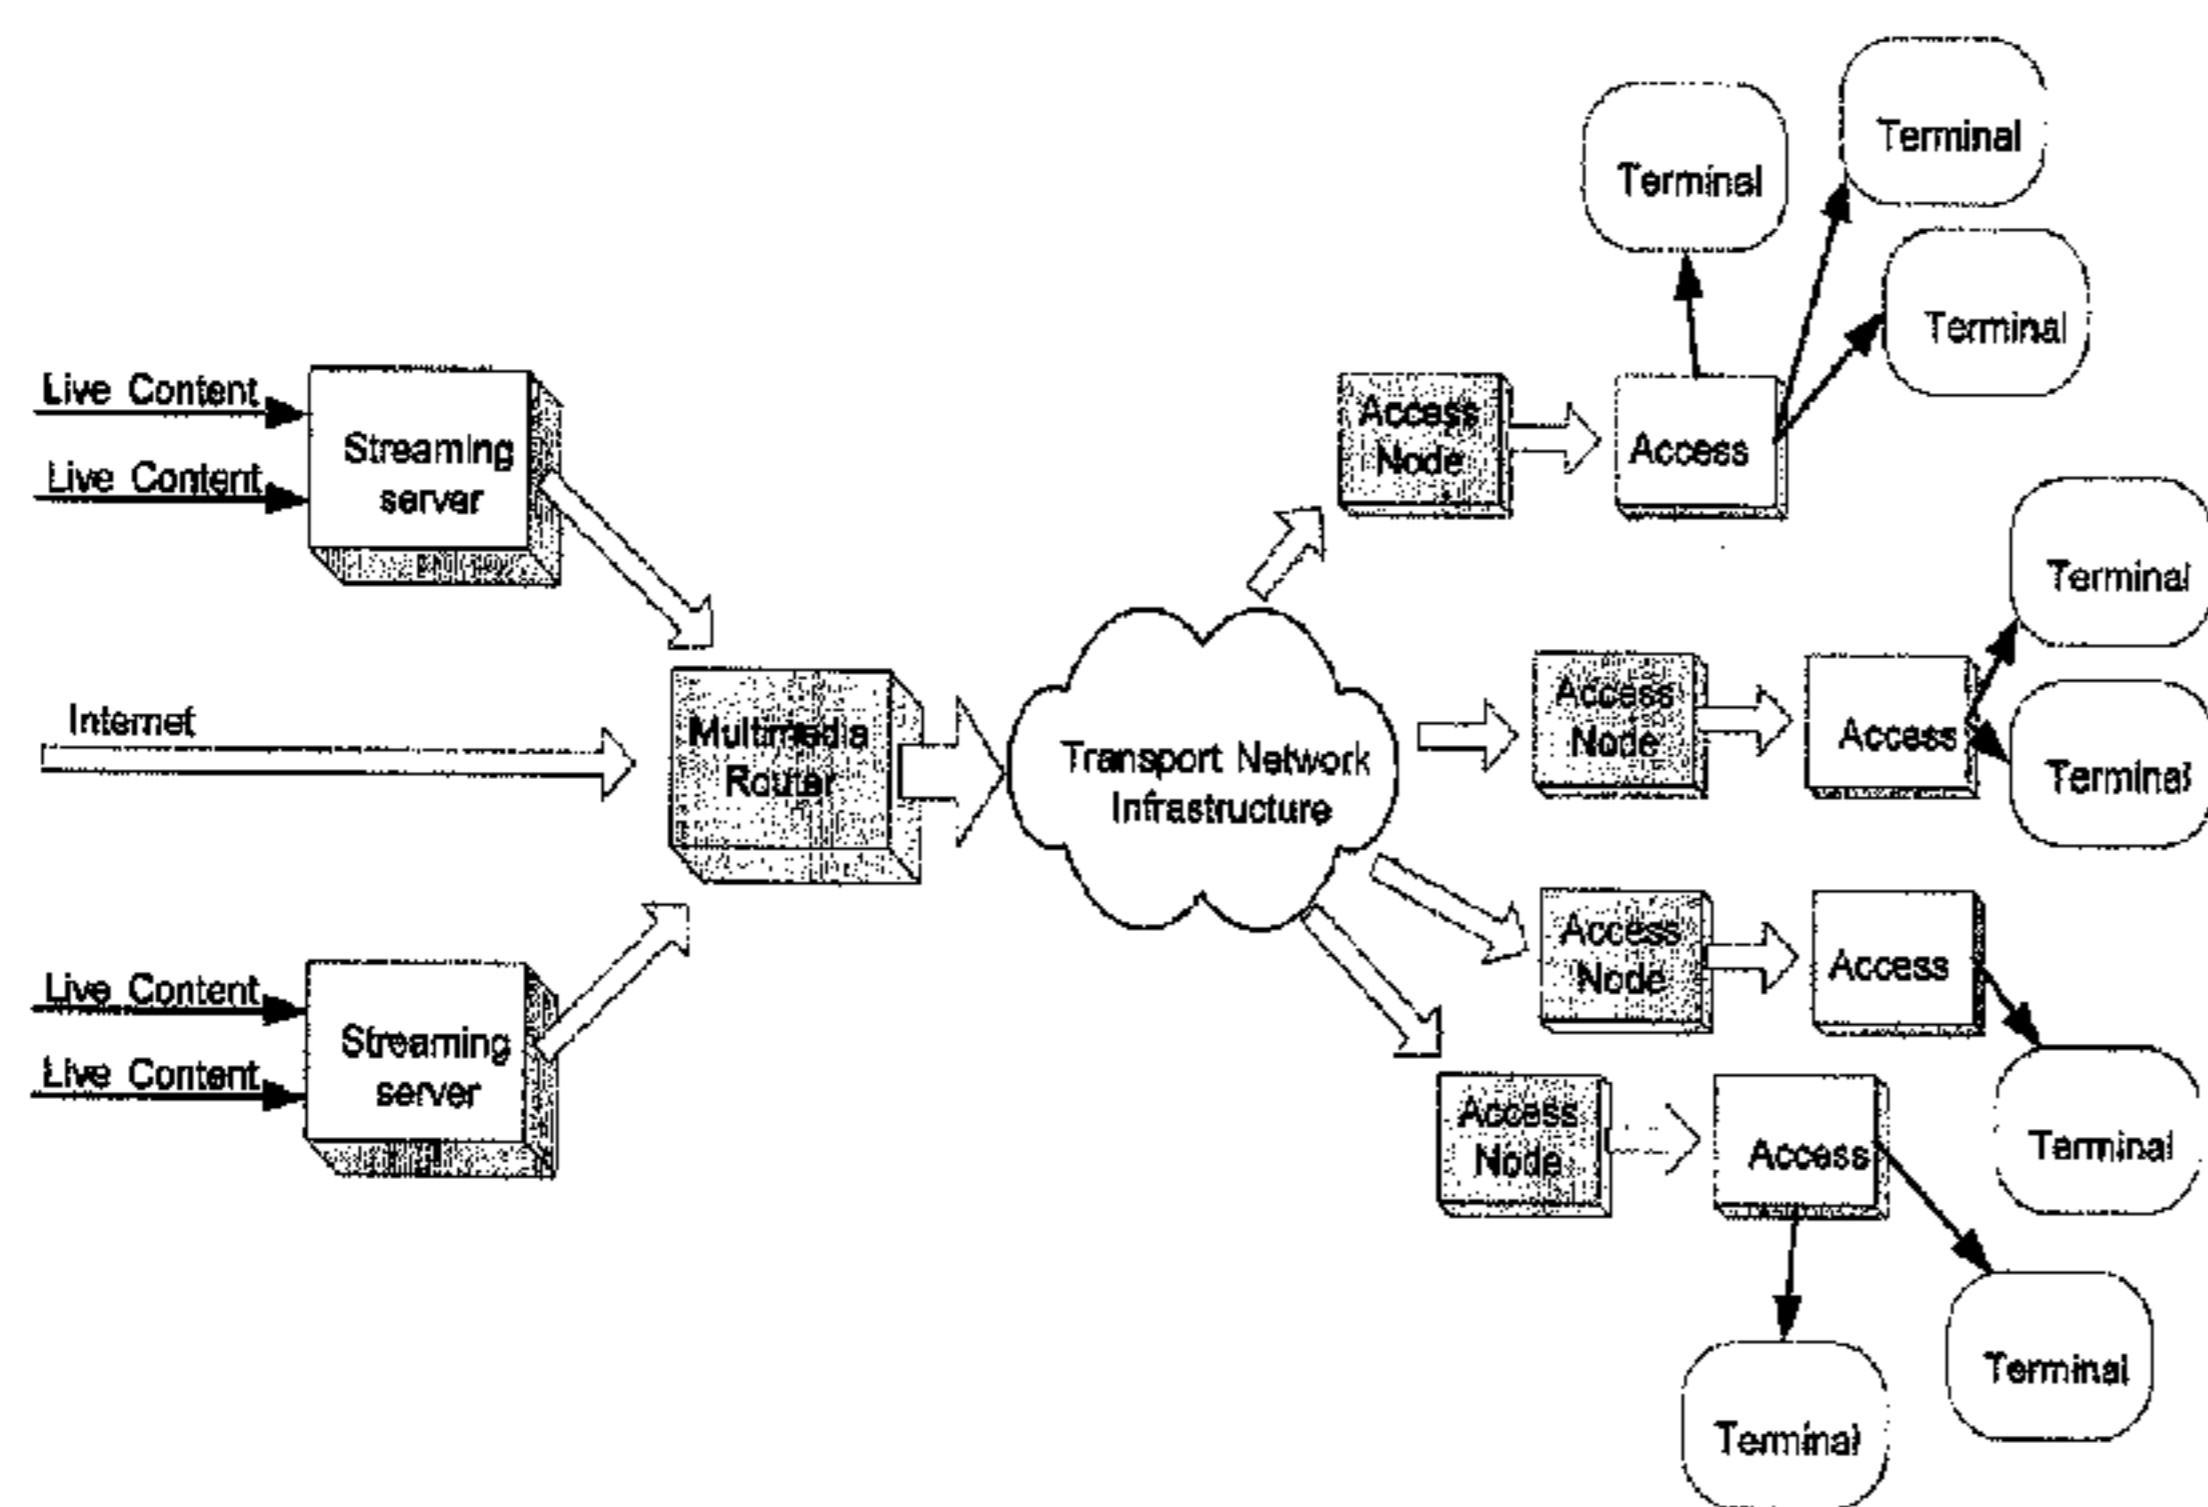 Live Content
Live Content
Streaming
server
Internet
Live Content
Live Content
Streaming
server
Multimedia
Router
Transport Network
Infrastructure
Access
Node
Access
Terminal
Terminal
Terminal
Access
Node
Access
Terminal
Terminal
Access
Node
Access
Terminal
Access
Node
Access
Terminal
Terminal